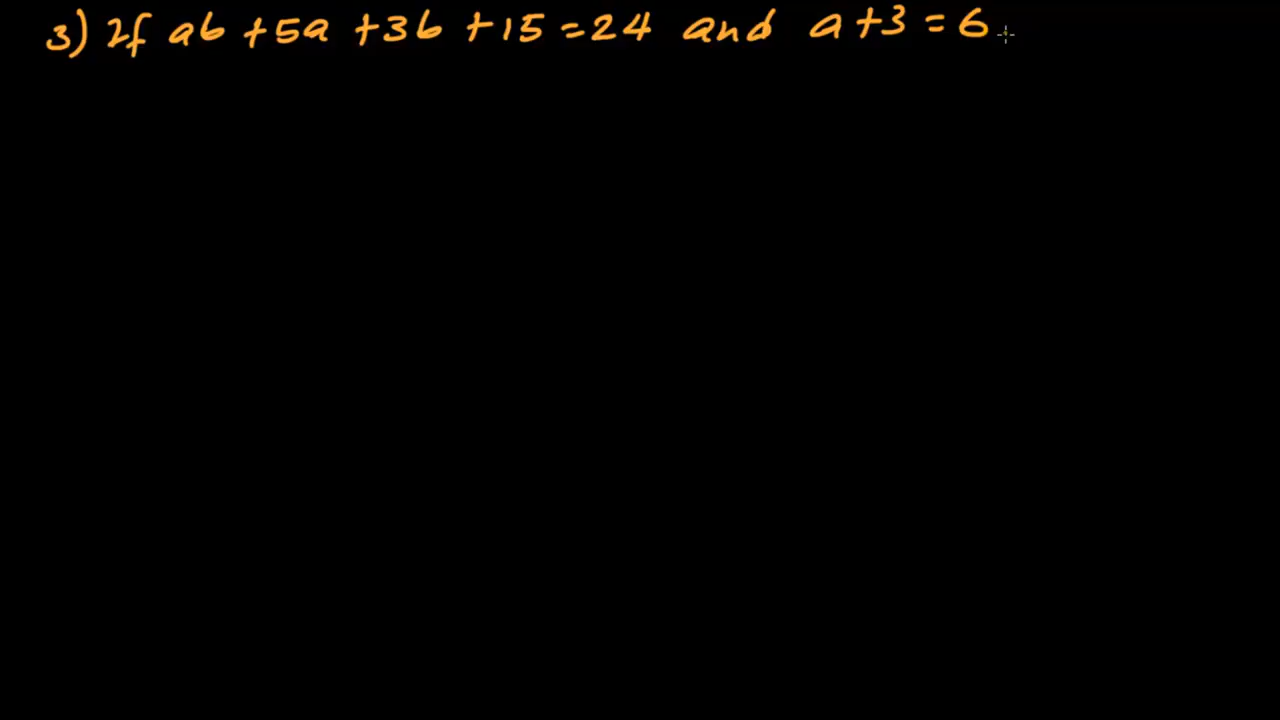 3) If ab + 5a + 3b + 15 = 24 and a + 3 = 6